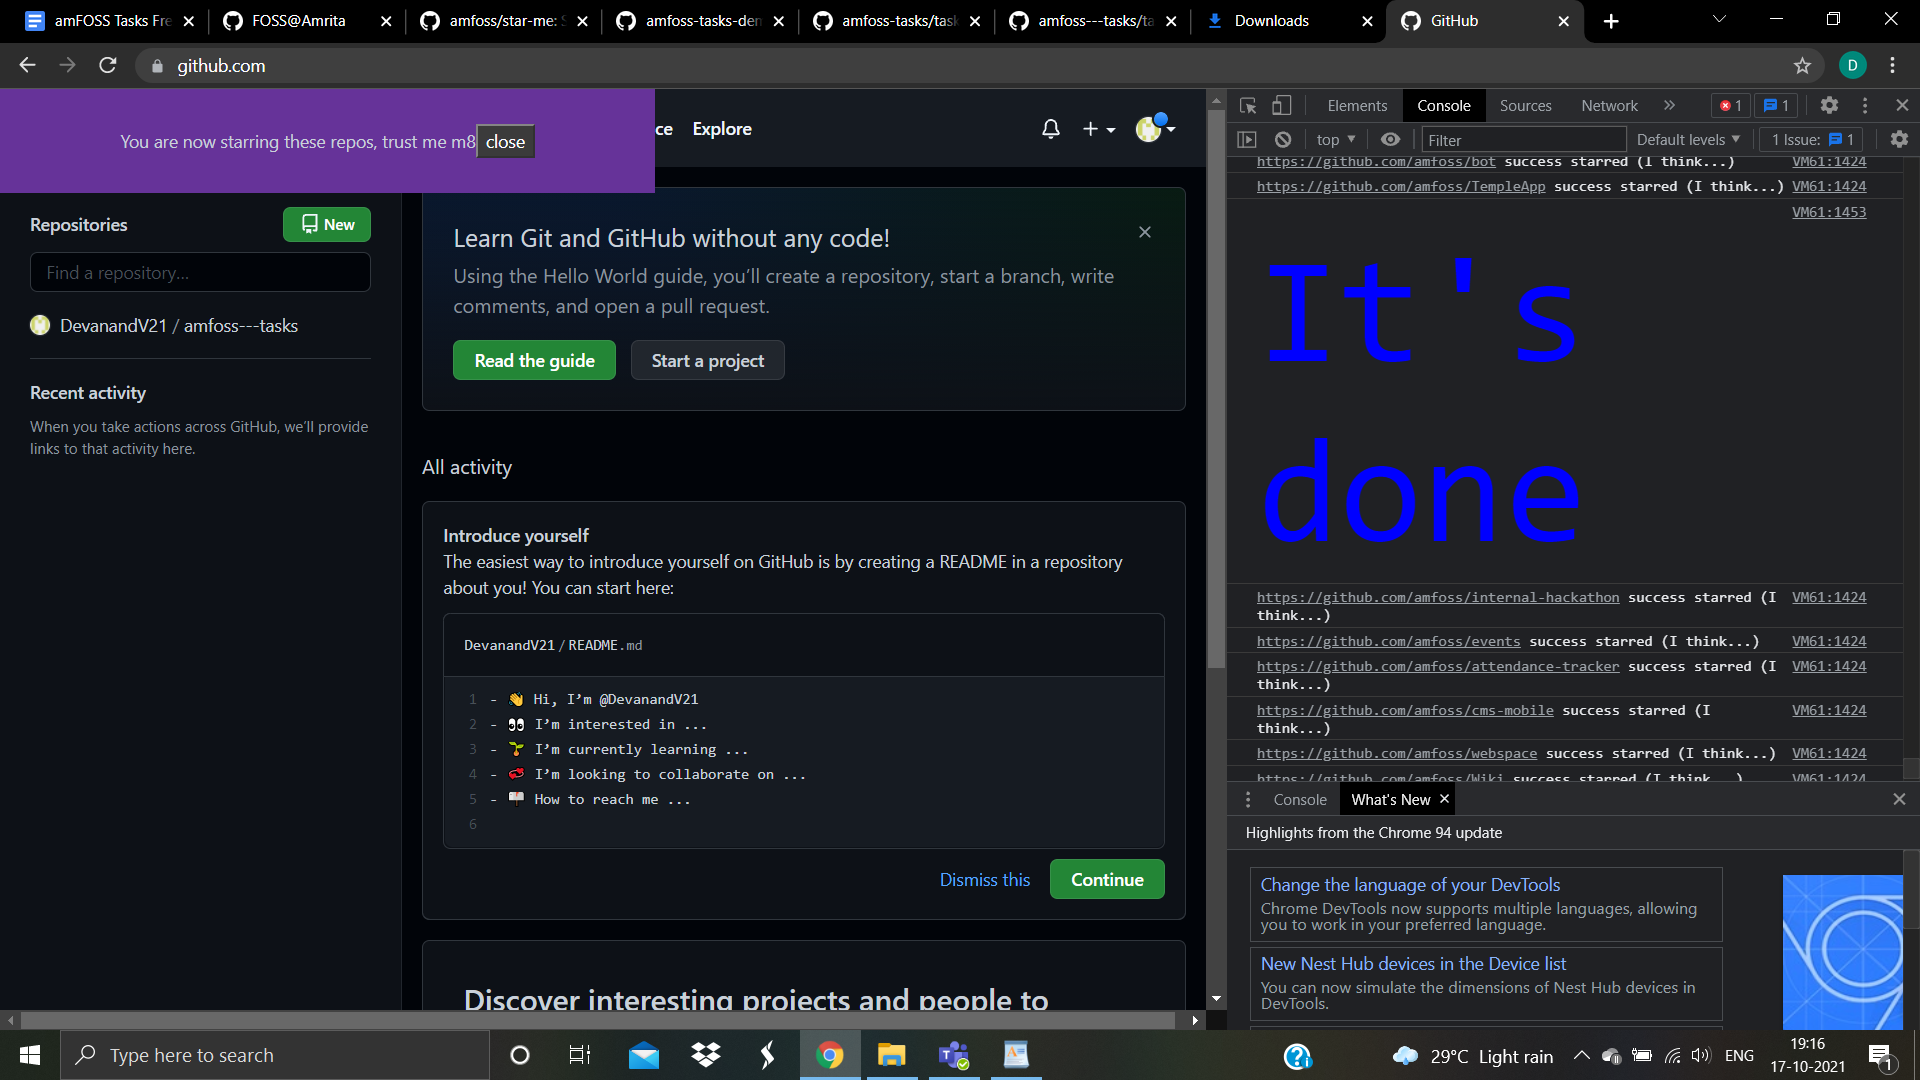 amFOSS Tasks Fre
FOSS@Amrita
amfoss/star-me: S
amfoss-tasks-den
amfoss-tasks/task
amfoss---tasks/ta
Downloads
GitHub
github.com
D
You are now starring these repos, trust me m8
close
ce
Explore
Repositories
New
Find a repository...
DevanandV21 / amfoss---tasks
Recent activity
When you take actions across GitHub, we'll provide
links to that activity here.
Learn Git and GitHub without any code!
Using the Hello World guide, you'll create a repository, start a branch, write
comments, and open a pull request.
Read the guide
Start a project
All activity
Introduce yourself
The easiest way to introduce yourself on GitHub is by creating a README in a repository
about you! You can start here:
DevanandV21 / README.md
1 - 👋 Hi, I'm @DevanandV21
2 - 👀 I'm interested in ...
3 - 🌱 I'm currently learning ...
4 - 💞️ I'm looking to collaborate on ...
5 - 📫 How to reach me ...
6
Dismiss this
Continue
Discover interesting projects and people to
Elements
Console
Sources
Network
»
1
1
top
Filter
Default levels
1 Issue:
1
https://github.com/amfoss/bot success starred (I think...) VM61:1424
https://github.com/amfoss/TempleApp success starred (I think...) VM61:1424
VM61:1453
It's
done
https://github.com/amfoss/internal-hackathon success starred (I VM61:1424
think...)
https://github.com/amfoss/events success starred (I think...) VM61:1424
https://github.com/amfoss/attendance-tracker success starred (I VM61:1424
think...)
https://github.com/amfoss/cms-mobile success starred (I VM61:1424
think...)
https://github.com/amfoss/webspace success starred (I think...) VM61:1424
https://github.com/amfoss/Wiki success starred (I think...) VM61:1424
Console
What's New
Highlights from the Chrome 94 update
Change the language of your DevTools
Chrome DevTools now supports multiple languages, allowing
you to work in your preferred language.
New Nest Hub devices in the Device list
You can now simulate the dimensions of Nest Hub devices in
DevTools.
Type here to search
29°C Light rain
ENG
19:16
17-10-2021
1